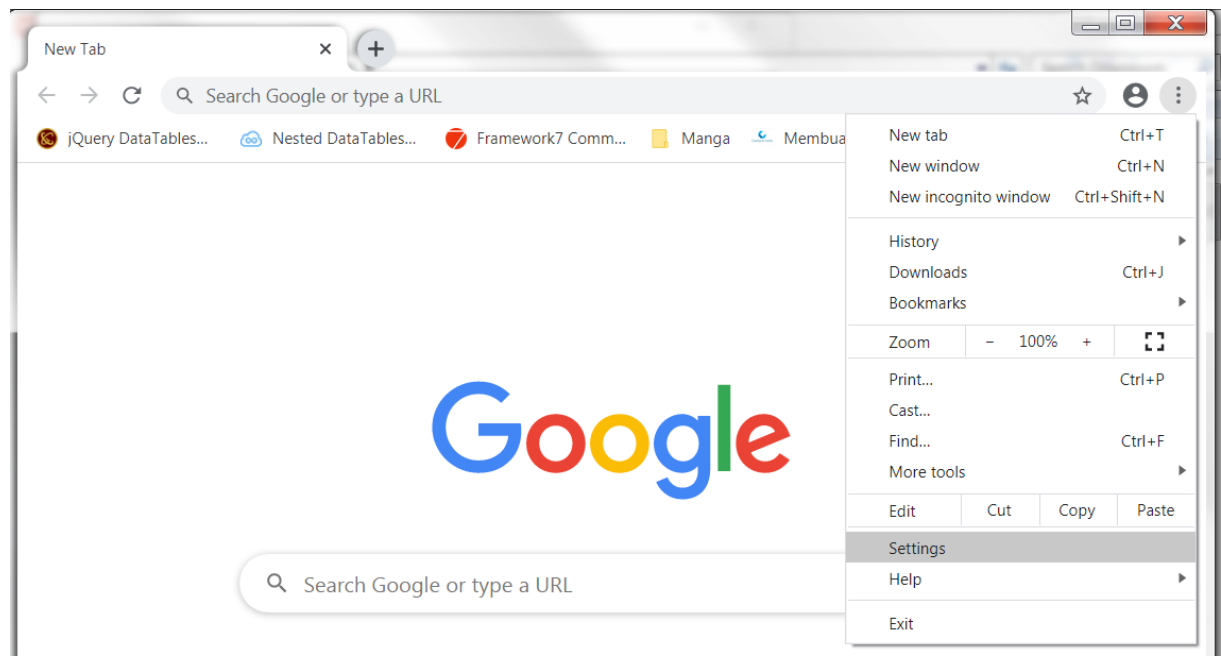 New Tab
Search Google or type a URL
jQuery DataTables... Nested DataTables... Framework7 Comm... Manga Membua
New tab Ctrl+T
New window Ctrl+N
New incognito window Ctrl+Shift+N
History
Downloads Ctrl+J
Bookmarks
Zoom - 100% +
Print... Ctrl+P
Cast...
Find... Ctrl+F
More tools
Edit Cut Copy Paste
Settings
Help
Exit
Google
Search Google or type a URL